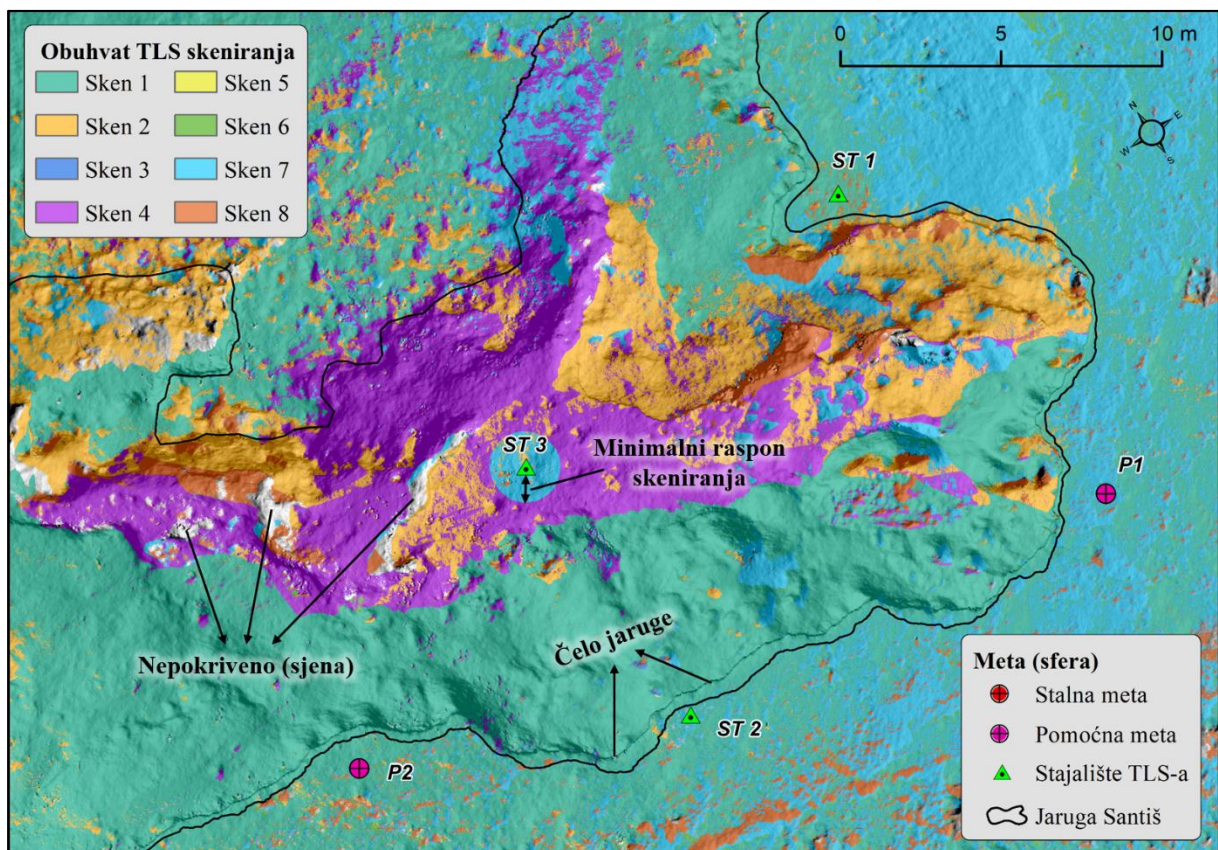 Obuhvat TLS skeniranja
Sken 1
Sken 5
Sken 2
Sken 6
Sken 3
Sken 7
Sken 4
Sken 8
0 5 10 m
N
E
W
S
ST 1
ST 3
Minimalni raspon
skeniranja
P1
Nepokriveno (sjena)
Čelo jaruge
ST 2
P2
Meta (sfera)
Stalna meta
Pomoćna meta
Stajalište TLS-a
Jaruga Santiš